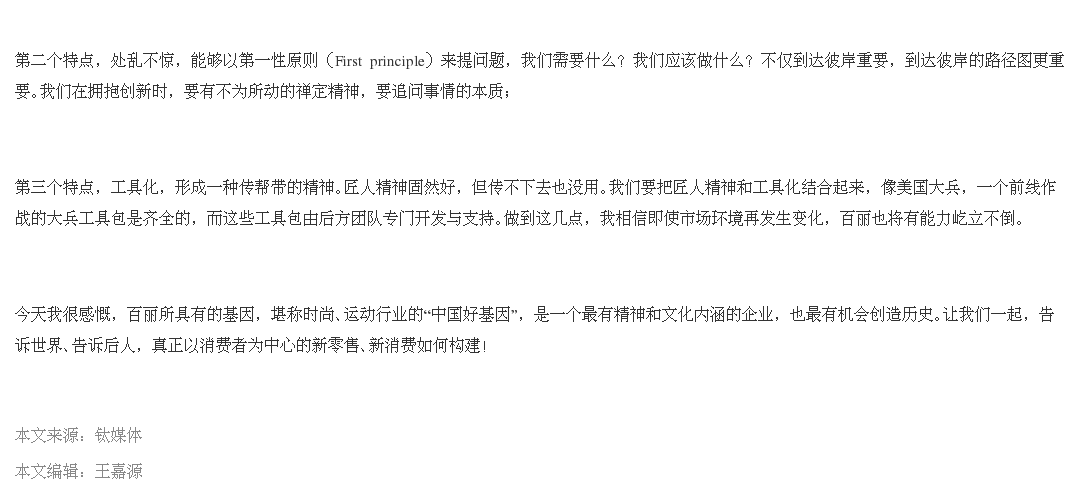 第二个特点，处乱不惊，能够以第一性原则（First principle）来提问题，我们需要什么？我们应该做什么？不仅到达彼岸重要，到达彼岸的路径图更重
要。我们在拥抱创新时，要有不为所动的禅定精神，要追问事情的本质；
第三个特点，工具化，形成一种传帮带的精神。匠人精神固然好，但传不下去也没用。我们要把匠人精神和工具化结合起来，像美国大兵，一个前线作
战的大兵工具包是齐全的，而这些工具包由后方团队专门开发与支持。做到这几点，我相信即使市场环境再发生变化，百丽也将有能力屹立不倒。
今天我很感慨，百丽所具有的基因，堪称时尚、运动行业的“中国好基因”，是一个最有精神和文化内涵的企业，也最有机会创造历史。让我们一起，告
诉世界、告诉后人，真正以消费者为中心的新零售、新消费如何构建！
本文来源：钛媒体
本文编辑：王嘉源